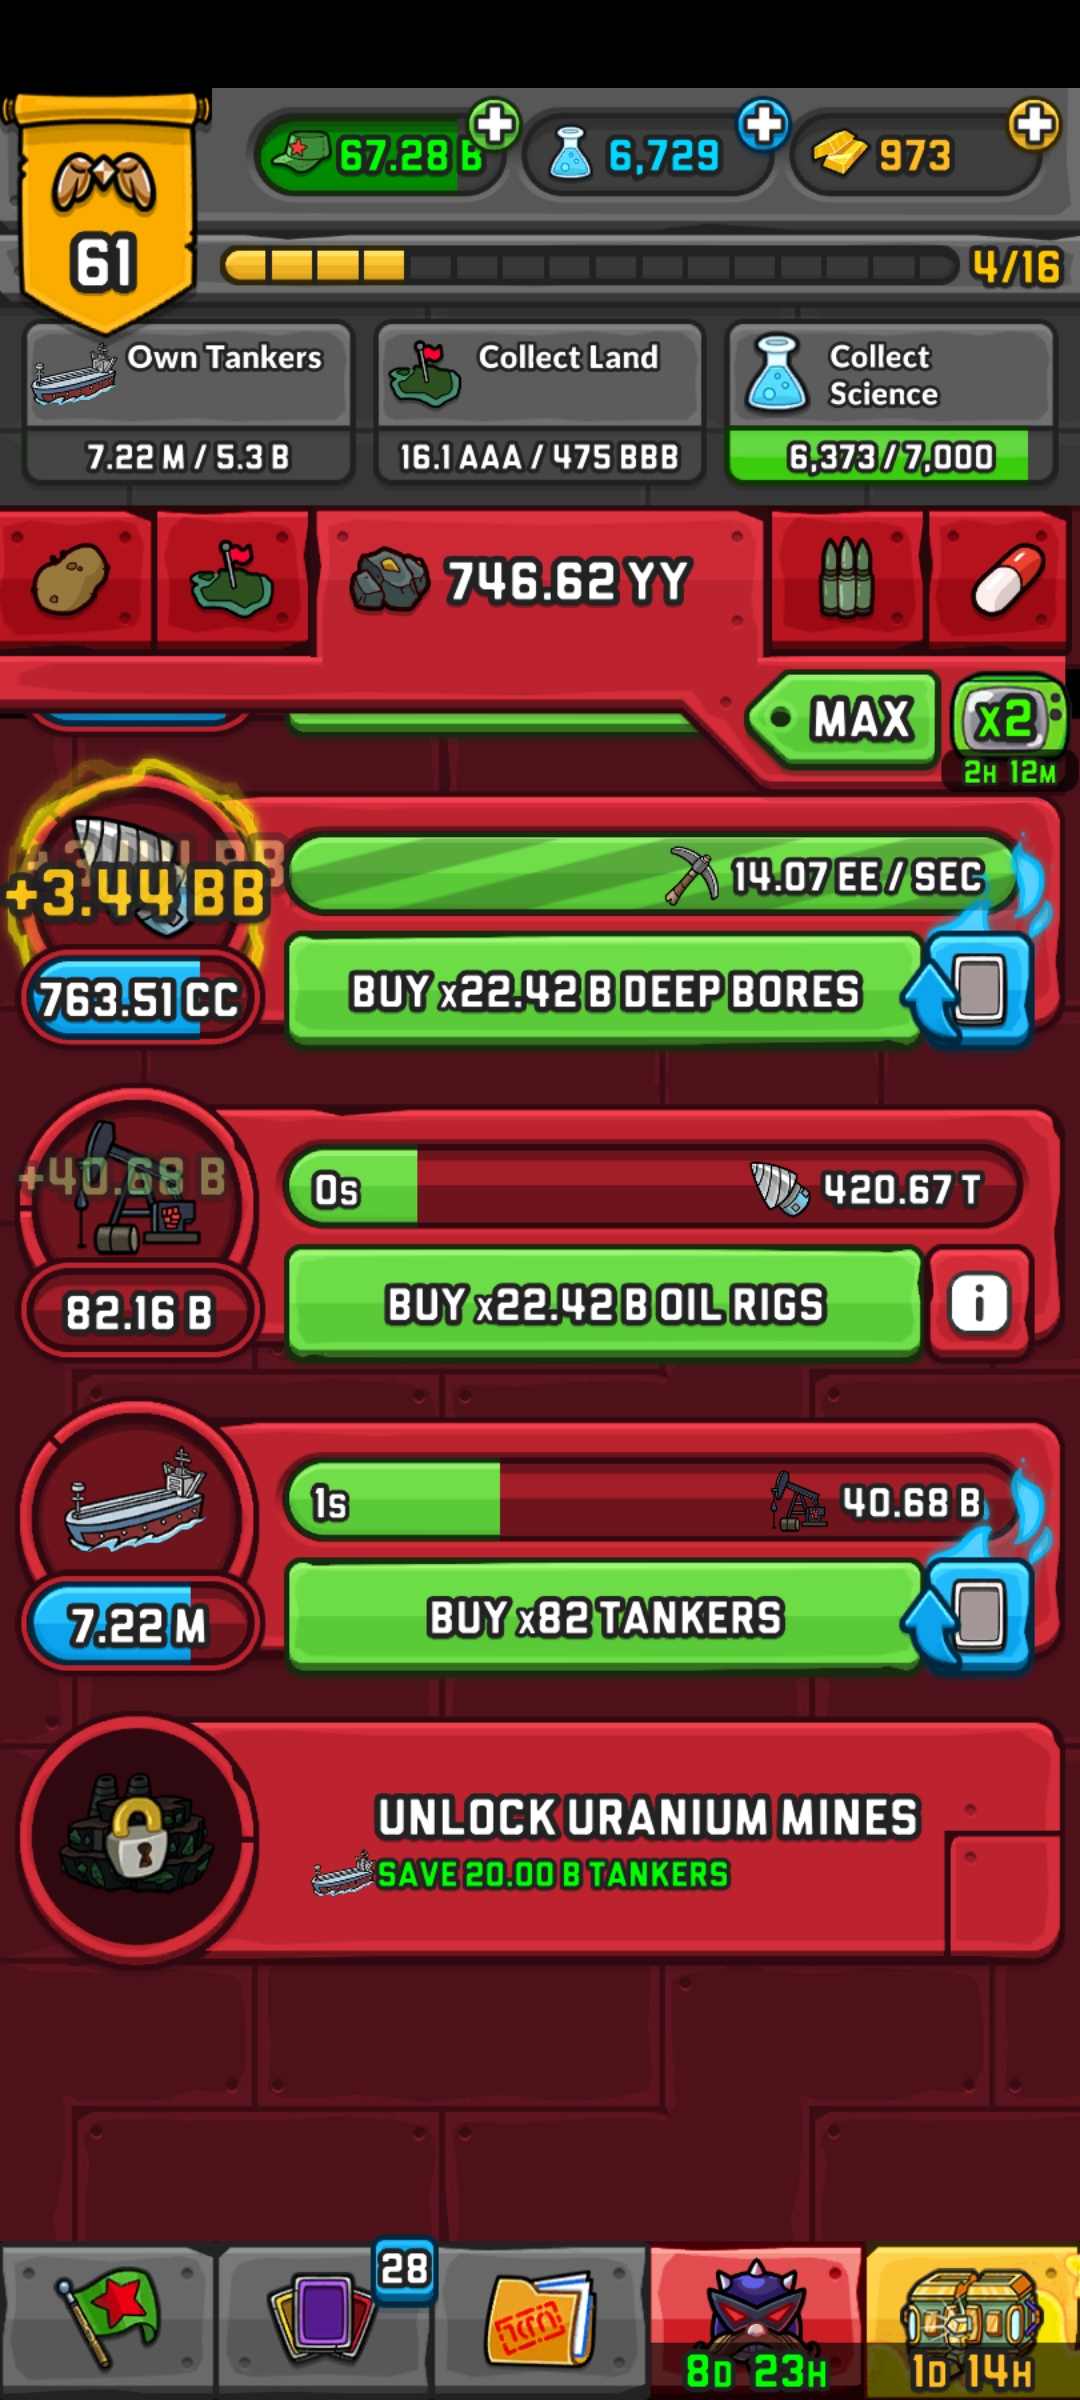 67.28 B
6,729
973
61
4/16
Own Tankers
7.22 M / 5.3 B
Collect Land
16.1 AAA / 475 BBB
Collect
Science
6,373 / 7,000
746.62 YY
MAX
x2
2H 12M
+3.44 BB
14.07 EE / SEC
763.51 CC
BUY x22.42 B DEEP BORES
+40.68 B
0s
420.67 T
82.16 B
BUY x22.42 B OIL RIGS
i
1s
40.68 B
7.22 M
BUY x82 TANKERS
UNLOCK URANIUM MINES
SAVE 20.00 B TANKERS
28
8D 23H
1D 14H